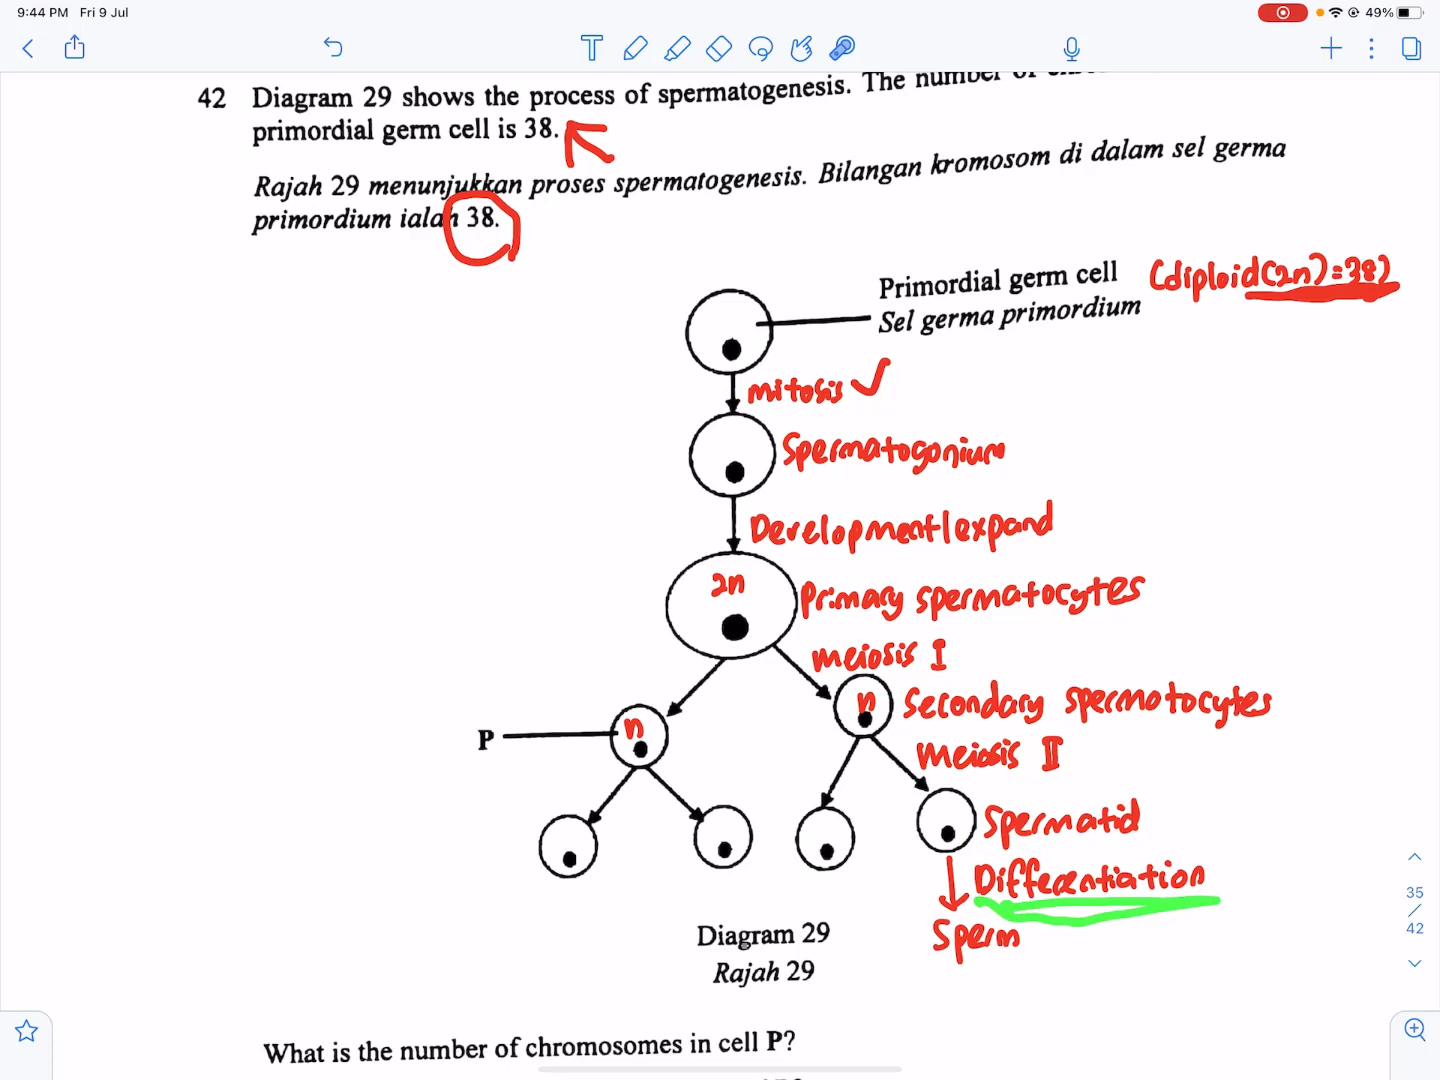 9:44 PM Fri 9 Jul
49%
42 Diagram 29 shows the process of spermatogenesis. The number of
primordial germ cell is 38.
Rajah 29 menunjukkan proses spermatogenesis. Bilangan kromosom di dalam sel germa
primordium ialah 38.
Primordial germ cell (diploid(2n)=38)
Sel germa primordium
mitosis
Spermatogonium
Development/expand
2n
Primary spermatocytes
meiosis I
n
Secondary spermotocytes
P
n
meiosis II
Spermatid
Differentiation
Sperm
35
/
42
Diagram 29
Rajah 29
What is the number of chromosomes in cell P?